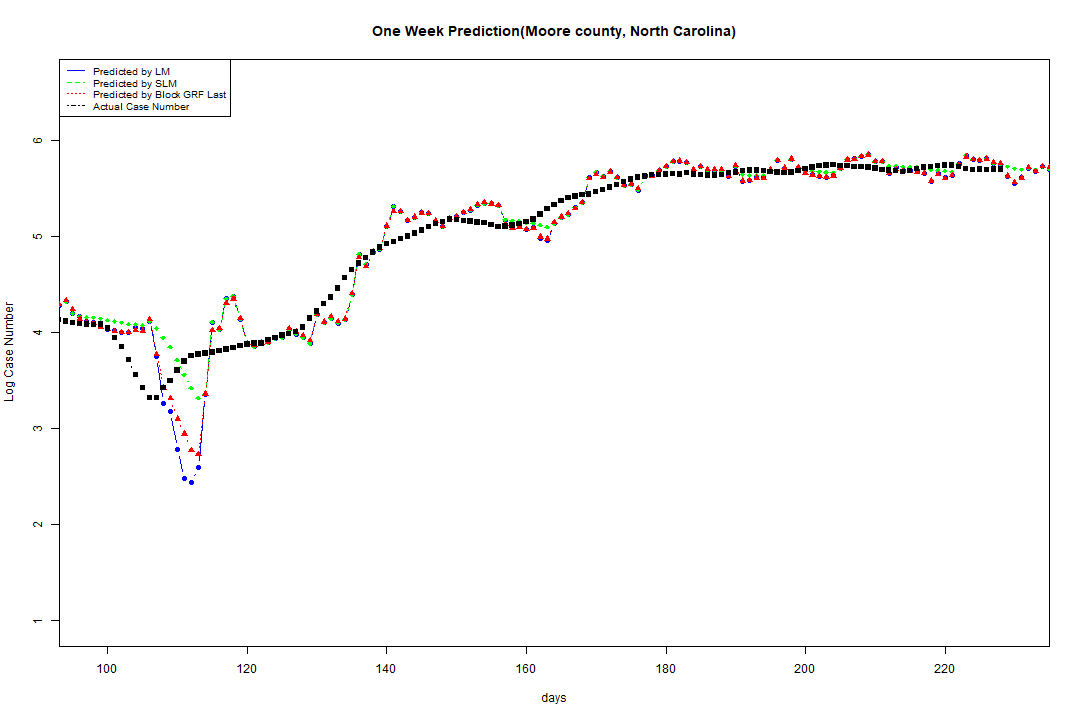 One Week Prediction(Moore county, North Carolina)
Predicted by LM
Predicted by SLM
Predicted by Block GRF Last
Actual Case Number
6
5
4
3
2
1
Log Case Number
100 120 140 160 180 200 220
days